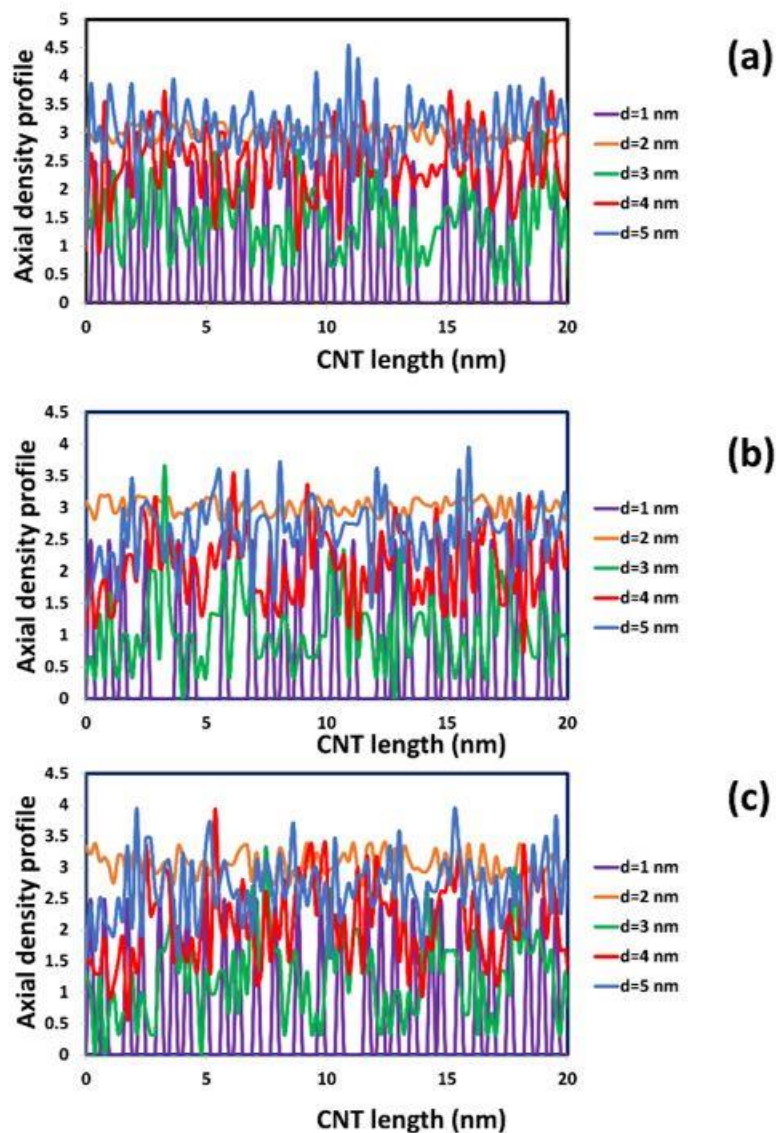 (a)
Axial density profile
5
4.5
4
3.5
3
2.5
2
1.5
1
0.5
0
0 5 10 15 20
CNT length (nm)
d=1 nm
d=2 nm
d=3 nm
d=4 nm
d=5 nm
(b)
Axial density profile
4.5
4
3.5
3
2.5
2
1.5
1
0.5
0
0 5 10 15 20
CNT length (nm)
d=1 nm
d=2 nm
d=3 nm
d=4 nm
d=5 nm
(c)
Axial density profile
4.5
4
3.5
3
2.5
2
1.5
1
0.5
0
0 5 10 15 20
CNT length (nm)
d=1 nm
d=2 nm
d=3 nm
d=4 nm
d=5 nm